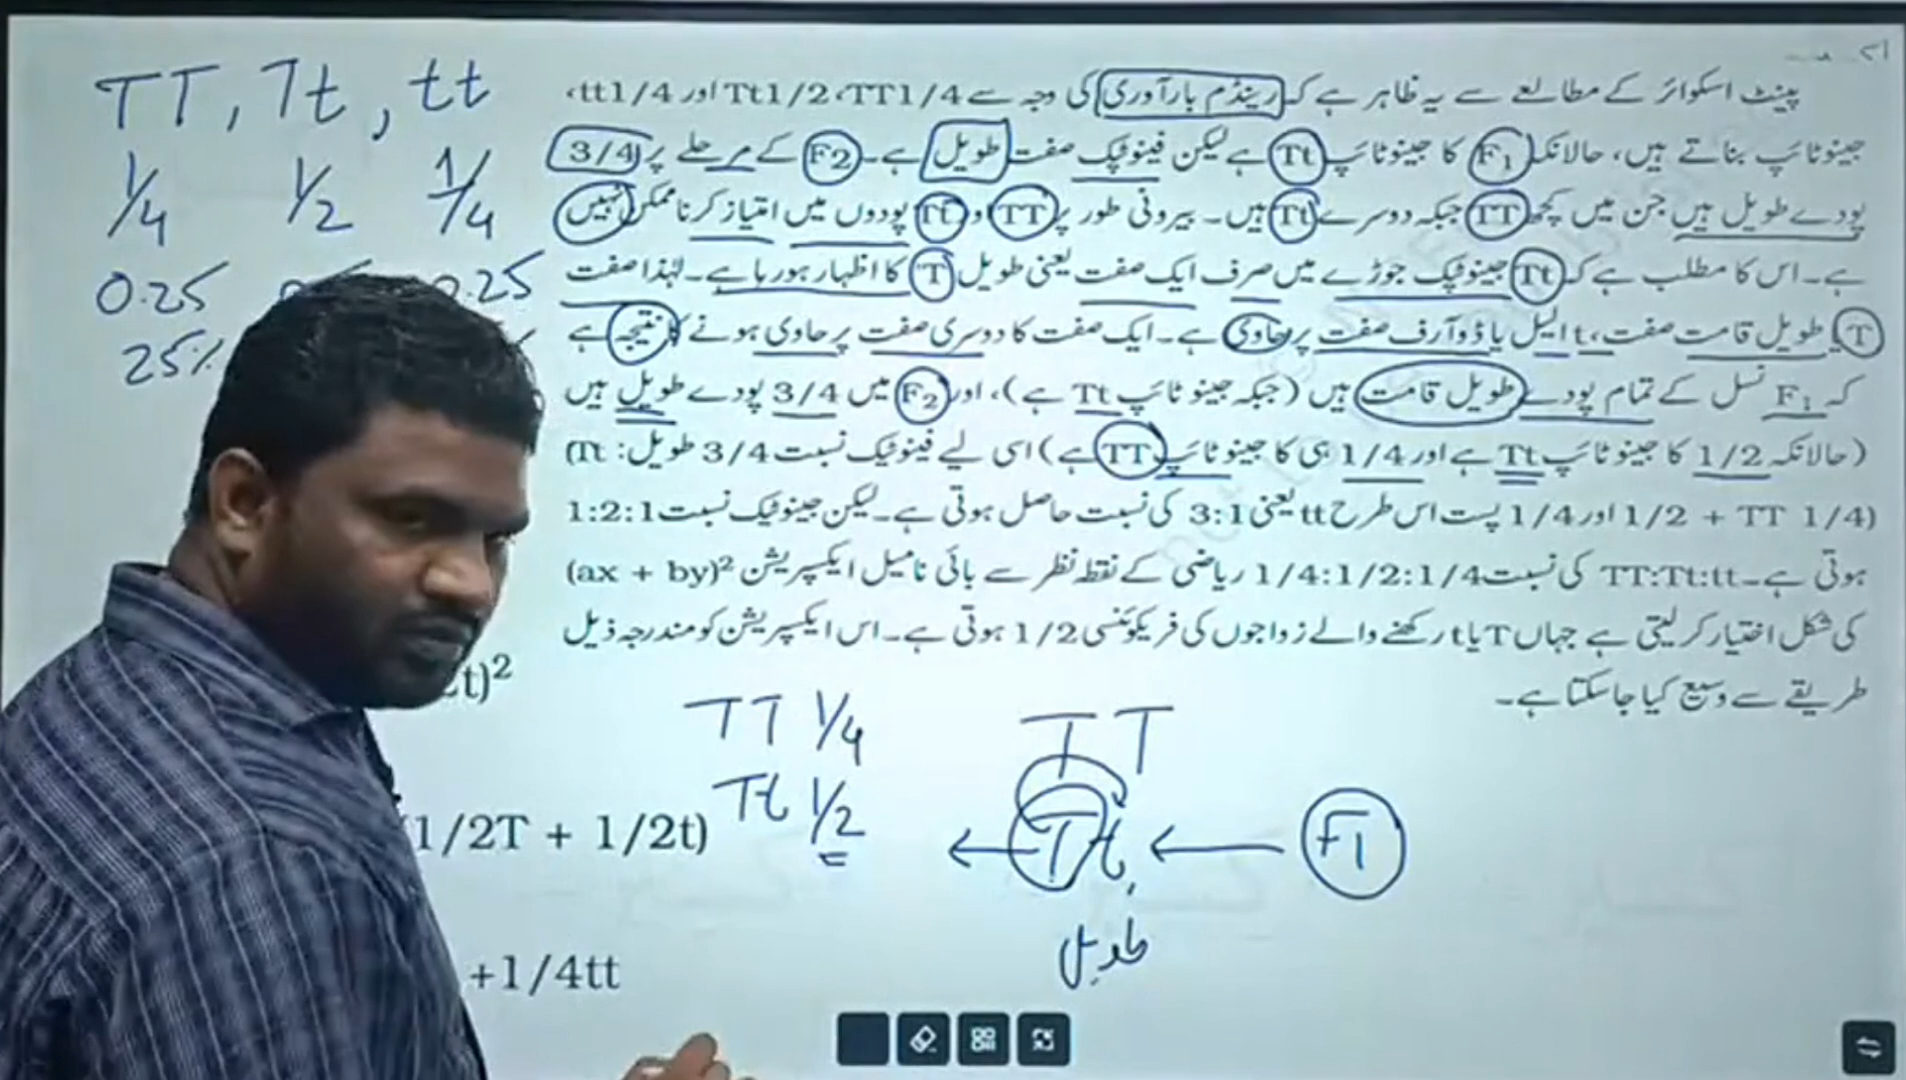 TT, Tt, tt
1/4 1/2 1/4
0.25 0.25
25%
پینٹ اسکوائر کے مطالعے سے یہ ظاہر ہے کہ رینڈم بارآوری کی وجہ سے TT1/4، Tt1/2 اور tt1/4،
جینوٹائپ بناتے ہیں، حالانکہ F1 کا جینوٹائپ Tt ہے لیکن فینوٹپک صفت طویل ہے۔ F2 کے مرحلے پر 3/4
پودے طویل ہیں جن میں کچھ TT جبکہ دوسرے Tt ہیں۔ بیرونی طور پر TT و Tt پودوں میں امتیاز کرنا ممکن نہیں
ہے۔ اس کا مطلب ہے کہ Tt جینوٹپک جوڑے میں صرف ایک صفت یعنی طویل T کا اظہار ہورہا ہے۔ لہٰذا صفت
T یا طویل قامت صفت، t الیل یا ڈوآرف صفت پر حاوی ہے۔ ایک صفت کا دوسری صفت پر حاوی ہونے کا نتیجہ ہے
کہ F1 نسل کے تمام پودے طویل قامت ہیں (جبکہ جینوٹائپ Tt ہے)، اور F2 میں 3/4 پودے طویل ہیں
(حالانکہ 1/2 کا جینوٹائپ Tt ہے اور 1/4 ہی کا جینوٹائپ TT ہے) اسی لیے فینوٹپک نسبت 3/4 طویل: (Tt
1/2 + TT 1/4) اور 1/4 پست اس طرح tt یعنی 3:1 کی نسبت حاصل ہوتی ہے۔ لیکن جینوٹپک نسبت 1:2:1
ہوتی ہے۔ TT:Tt:tt کی نسبت 1/4:1/2:1/4 ریاضی کے نقطہ نظر سے بائی نامیل ایکسپریشن (ax + by)²
کی شکل اختیار کرلیتی ہے جہاں T یا t رکھنے والے زواجوں کی فریکوئنسی 1/2 ہوتی ہے۔ اس ایکسپریشن کو مندرجہ ذیل
طریقے سے وسیع کیا جاسکتا ہے۔
t)²
TT 1/4 TT
Tt 1/2
(1/2T + 1/2t)
Tt F1
طویل
+1/4tt